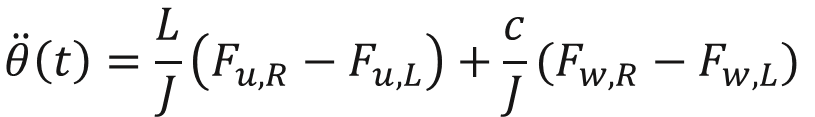 θ̈(t) = L/J (F_{u,R} − F_{u,L}) + c/J (F_{w,R} − F_{w,L})